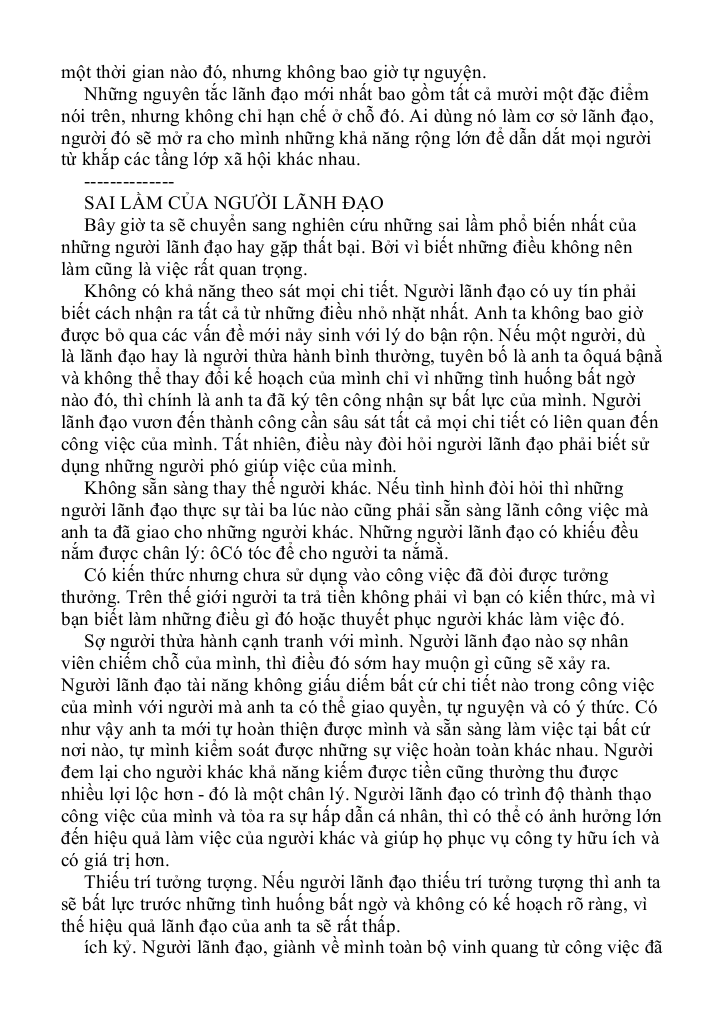 một thời gian nào đó, nhưng không bao giờ tự nguyện.
Những nguyên tắc lãnh đạo mới nhất bao gồm tất cả mười một đặc điểm
nói trên, nhưng không chỉ hạn chế ở chỗ đó. Ai dùng nó làm cơ sở lãnh đạo,
người đó sẽ mở ra cho mình những khả năng rộng lớn để dẫn dắt mọi người
từ khắp các tầng lớp xã hội khác nhau.
--------------
SAI LẦM CỦA NGƯỜI LÃNH ĐẠO
Bây giờ ta sẽ chuyển sang nghiên cứu những sai lầm phổ biến nhất của
những người lãnh đạo hay gặp thất bại. Bởi vì biết những điều không nên
làm cũng là việc rất quan trọng.
Không có khả năng theo sát mọi chi tiết. Người lãnh đạo có uy tín phải
biết cách nhận ra tất cả từ những điều nhỏ nhặt nhất. Anh ta không bao giờ
được bỏ qua các vấn đề mới nảy sinh với lý do bận rộn. Nếu một người, dù
là lãnh đạo hay là người thừa hành bình thường, tuyên bố là anh ta ôquá bậnằ
và không thể thay đổi kế hoạch của mình chỉ vì những tình huống bất ngờ
nào đó, thì chính là anh ta đã ký tên công nhận sự bất lực của mình. Người
lãnh đạo vươn đến thành công cần sâu sát tất cả mọi chi tiết có liên quan đến
công việc của mình. Tất nhiên, điều này đòi hỏi người lãnh đạo phải biết sử
dụng những người phó giúp việc của mình.
Không sẵn sàng thay thế người khác. Nếu tình hình đòi hỏi thì những
người lãnh đạo thực sự tài ba lúc nào cũng phải sẵn sàng lãnh công việc mà
anh ta đã giao cho những người khác. Những người lãnh đạo có khiếu đều
nắm được chân lý: ôCó tóc để cho người ta nắmằ.
Có kiến thức nhưng chưa sử dụng vào công việc đã đòi được tưởng
thưởng. Trên thế giới người ta trả tiền không phải vì bạn có kiến thức, mà vì
bạn biết làm những điều gì đó hoặc thuyết phục người khác làm việc đó.
Sợ người thừa hành cạnh tranh với mình. Người lãnh đạo nào sợ nhân
viên chiếm chỗ của mình, thì điều đó sớm hay muộn gì cũng sẽ xảy ra.
Người lãnh đạo tài năng không giấu diếm bất cứ chi tiết nào trong công việc
của mình với người mà anh ta có thể giao quyền, tự nguyện và có ý thức. Có
như vậy anh ta mới tự hoàn thiện được mình và sẵn sàng làm việc tại bất cứ
nơi nào, tự mình kiểm soát được những sự việc hoàn toàn khác nhau. Người
đem lại cho người khác khả năng kiếm được tiền cũng thường thu được
nhiều lợi lộc hơn - đó là một chân lý. Người lãnh đạo có trình độ thành thạo
công việc của mình và tỏa ra sự hấp dẫn cá nhân, thì có thể có ảnh hưởng lớn
đến hiệu quả làm việc của người khác và giúp họ phục vụ công ty hữu ích và
có giá trị hơn.
Thiếu trí tưởng tượng. Nếu người lãnh đạo thiếu trí tưởng tượng thì anh ta
sẽ bất lực trước những tình huống bất ngờ và không có kế hoạch rõ ràng, vì
thế hiệu quả lãnh đạo của anh ta sẽ rất thấp.
ích kỷ. Người lãnh đạo, giành về mình toàn bộ vinh quang từ công việc đã